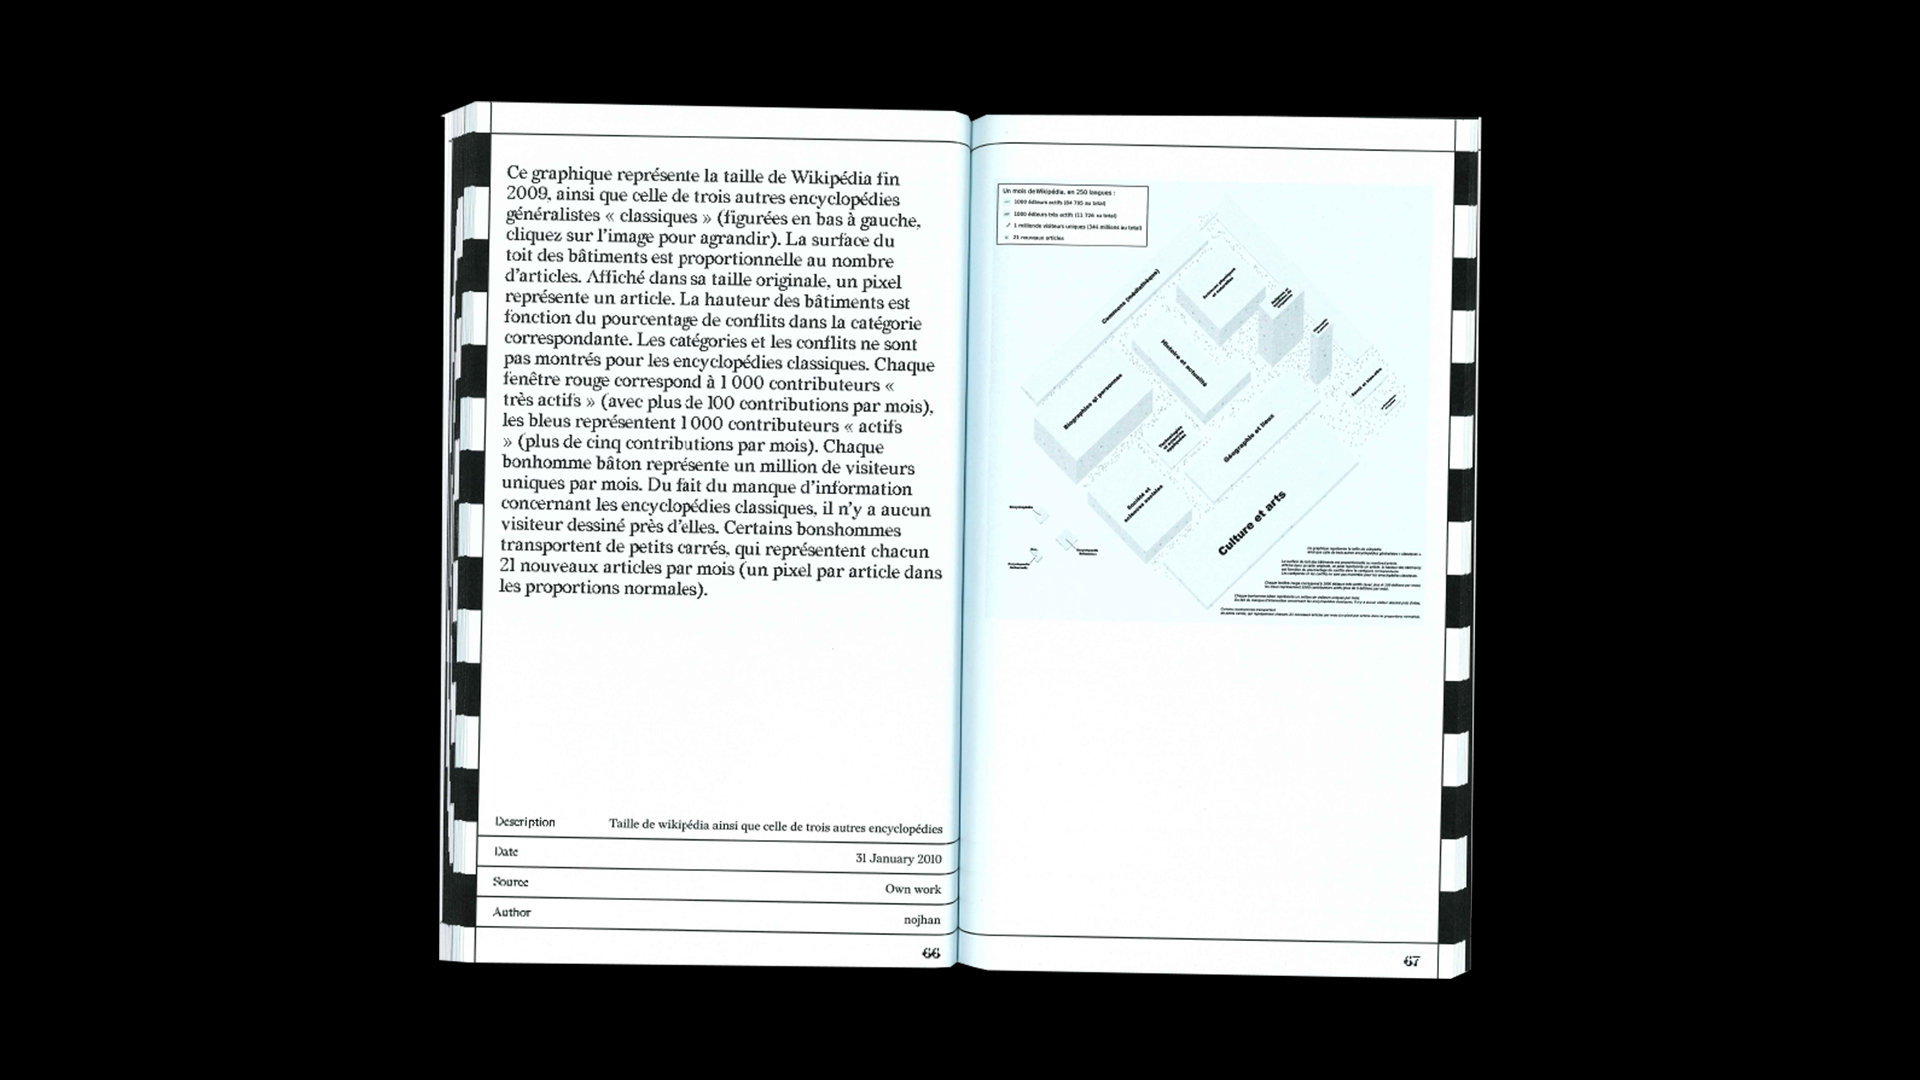 Ce graphique représente la taille de Wikipédia fin
2009, ainsi que celle de trois autres encyclopédies
généralistes « classiques » (figurées en bas à gauche,
cliquez sur l’image pour agrandir). La surface du
toit des bâtiments est proportionnelle au nombre
d’articles. Affiché dans sa taille originale, un pixel
représente un article. La hauteur des bâtiments est
fonction du pourcentage de conflits dans la catégorie
correspondante. Les catégories et les conflits ne sont
pas montrés pour les encyclopédies classiques. Chaque
fenêtre rouge correspond à 1 000 contributeurs «
très actifs » (avec plus de 100 contributions par mois),
les bleus représentent 1 000 contributeurs « actifs
» (plus de cinq contributions par mois). Chaque
bonhomme bâton représente un million de visiteurs
uniques par mois. Du fait du manque d’information
concernant les encyclopédies classiques, il n’y a aucun
visiteur dessiné près d’elles. Certains bonshommes
transportent de petits carrés, qui représentent chacun
21 nouveaux articles par mois (un pixel par article dans
les proportions normales).
Description Taille de wikipédia ainsi que celle de trois autres encyclopédies
Date 31 January 2010
Source Own work
Author nojhan
66
Un mois de Wikipédia, en 250 langues :
1000 éditeurs actifs (84 795 au total)
1000 éditeurs très actifs (11 726 au total)
1 million de visiteurs uniques (346 millions au total)
21 nouveaux articles
Commons (médiathèque)
Histoire et actualité
Biographies et personnes
Géographie et lieux
Société et
sciences sociales
Culture et arts
67